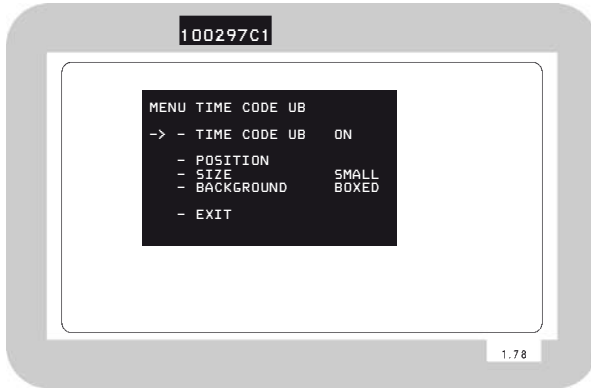 100297C1
MENU TIME CODE UB
-> - TIME CODE UB ON
- POSITION
- SIZE SMALL
- BACKGROUND BOXED
- EXIT
1.78